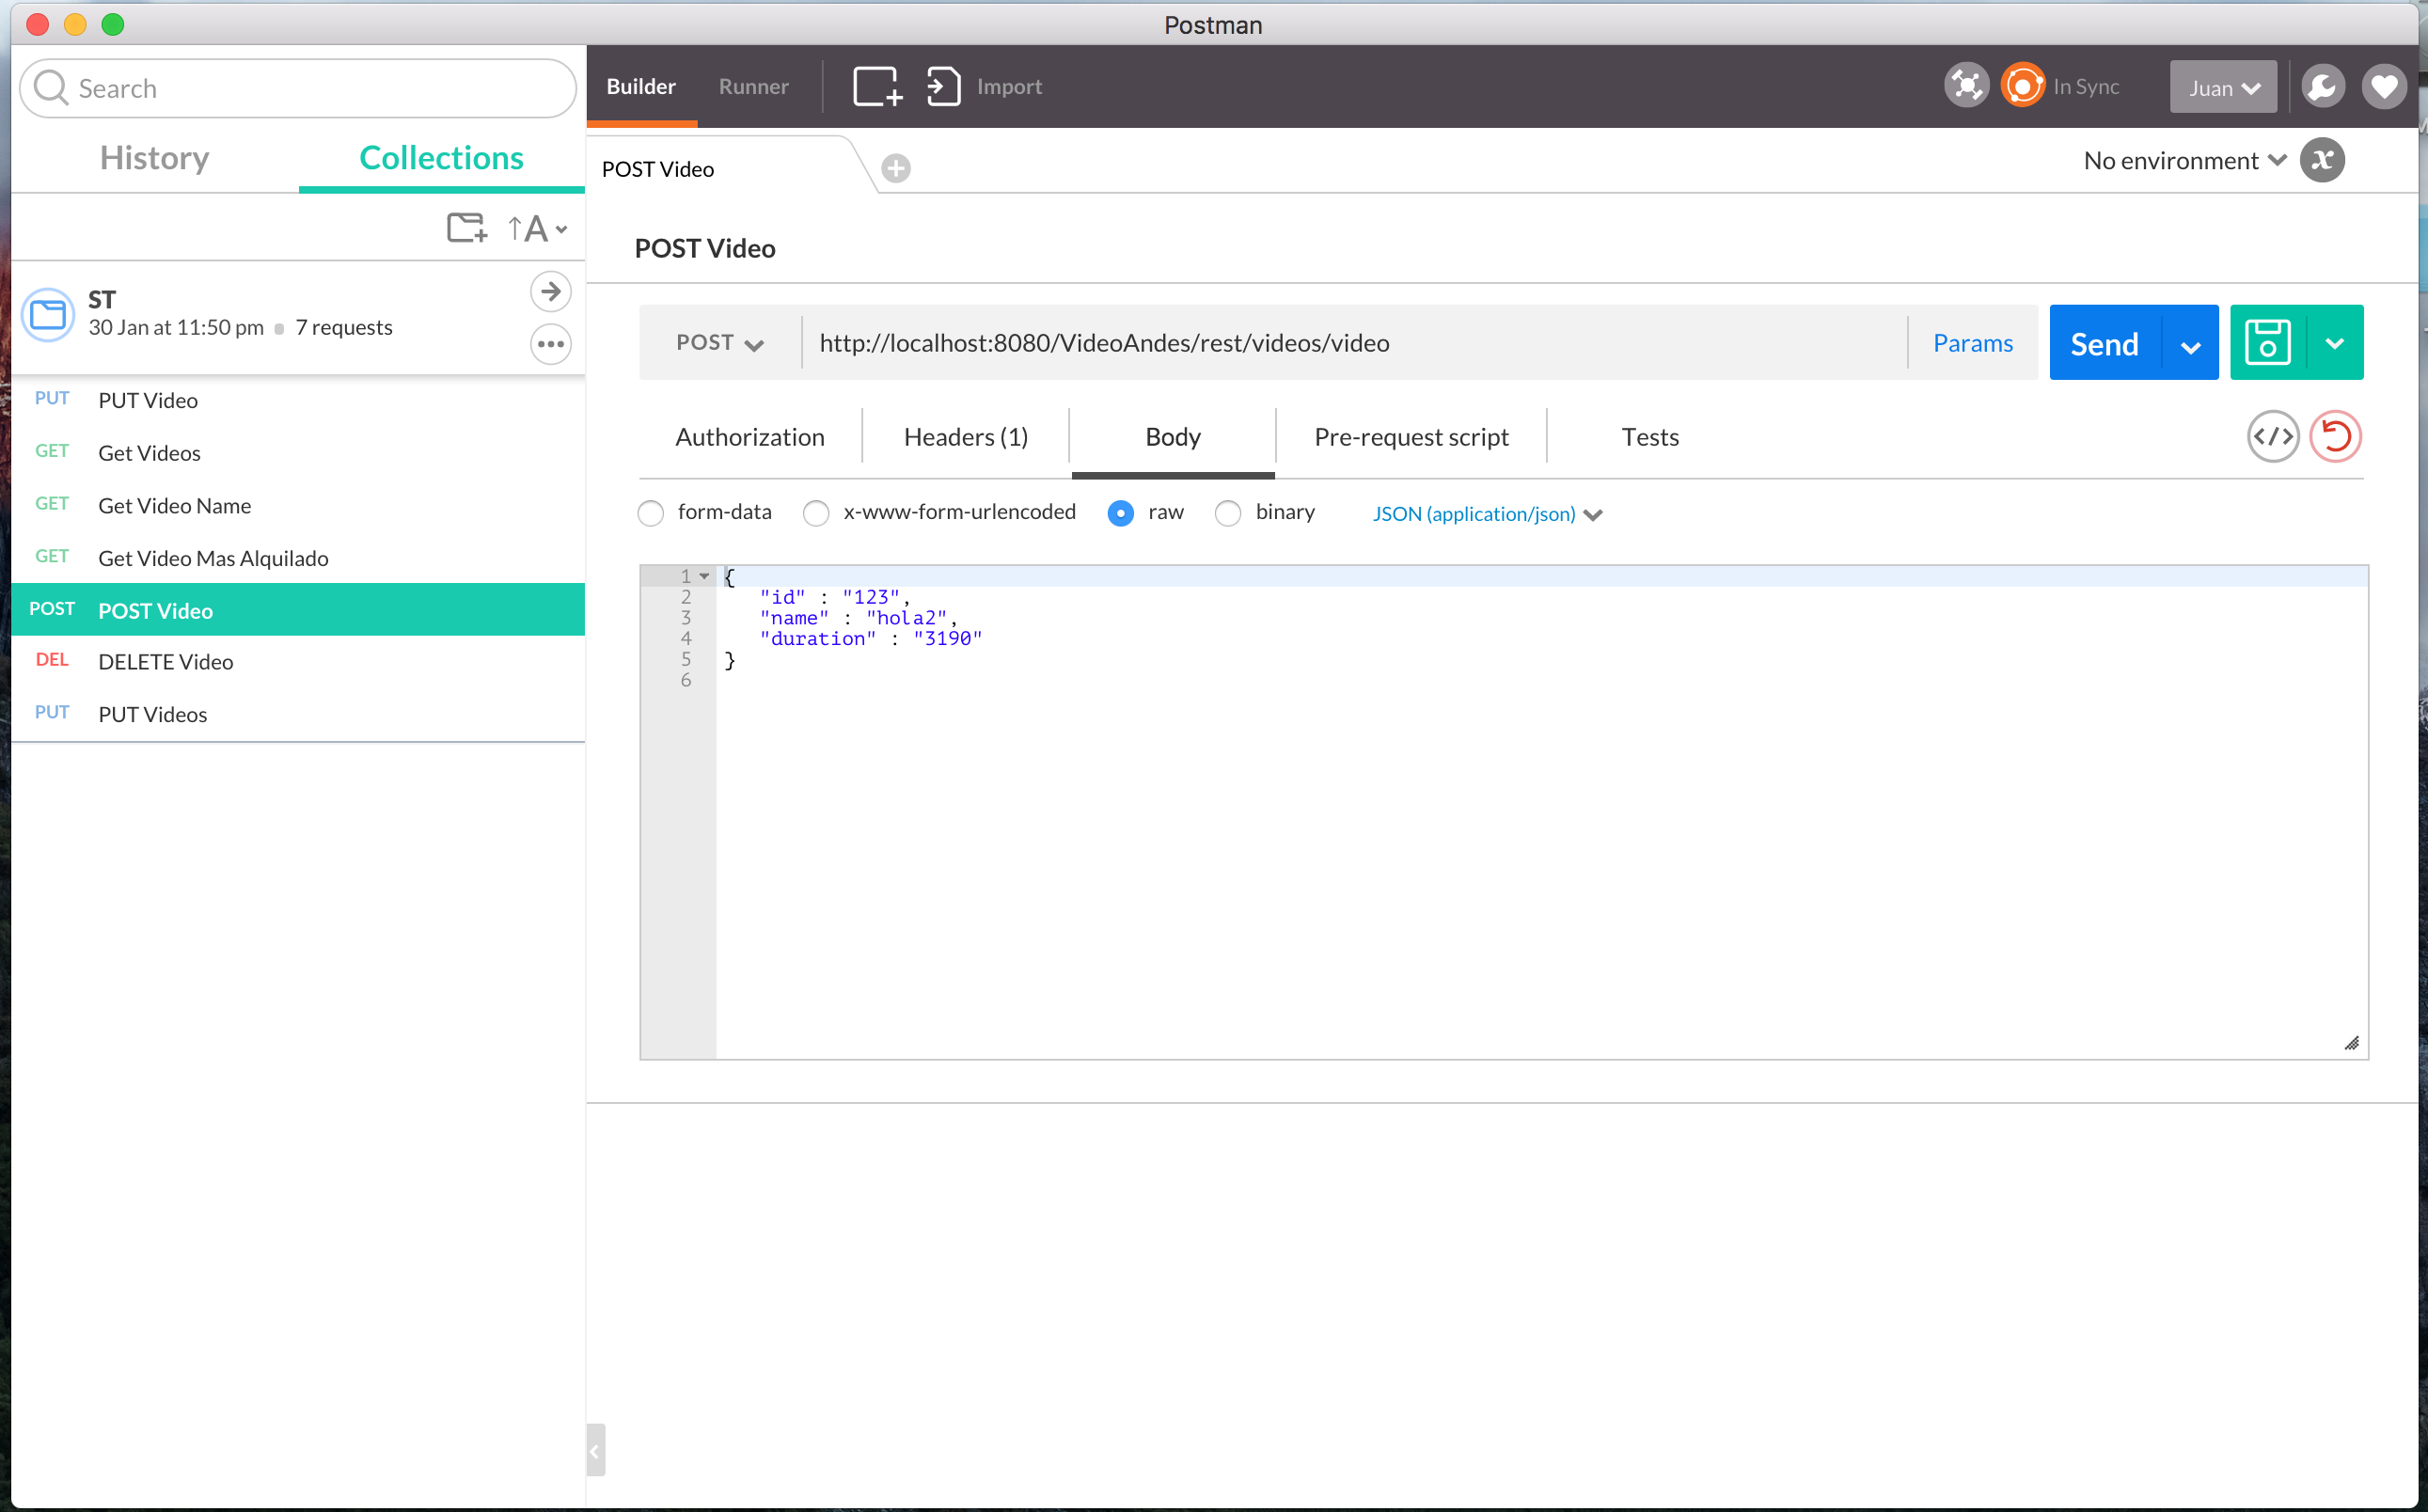 Postman
Search
Builder
Runner
Import
In Sync
Juan
History
Collections
POST Video
No environment
A
POST Video
ST
30 Jan at 11:50 pm
7 requests
POST
http://localhost:8080/VideoAndes/rest/videos/video
Params
Send
PUT PUT Video
GET Get Videos
GET Get Video Name
GET Get Video Mas Alquilado
POST POST Video
DEL DELETE Video
PUT PUT Videos
Authorization
Headers (1)
Body
Pre-request script
Tests
form-data
x-www-form-urlencoded
raw
binary
JSON (application/json)
1 {
2 "id" : "123",
3 "name" : "hola2",
4 "duration" : "3190"
5 }
6